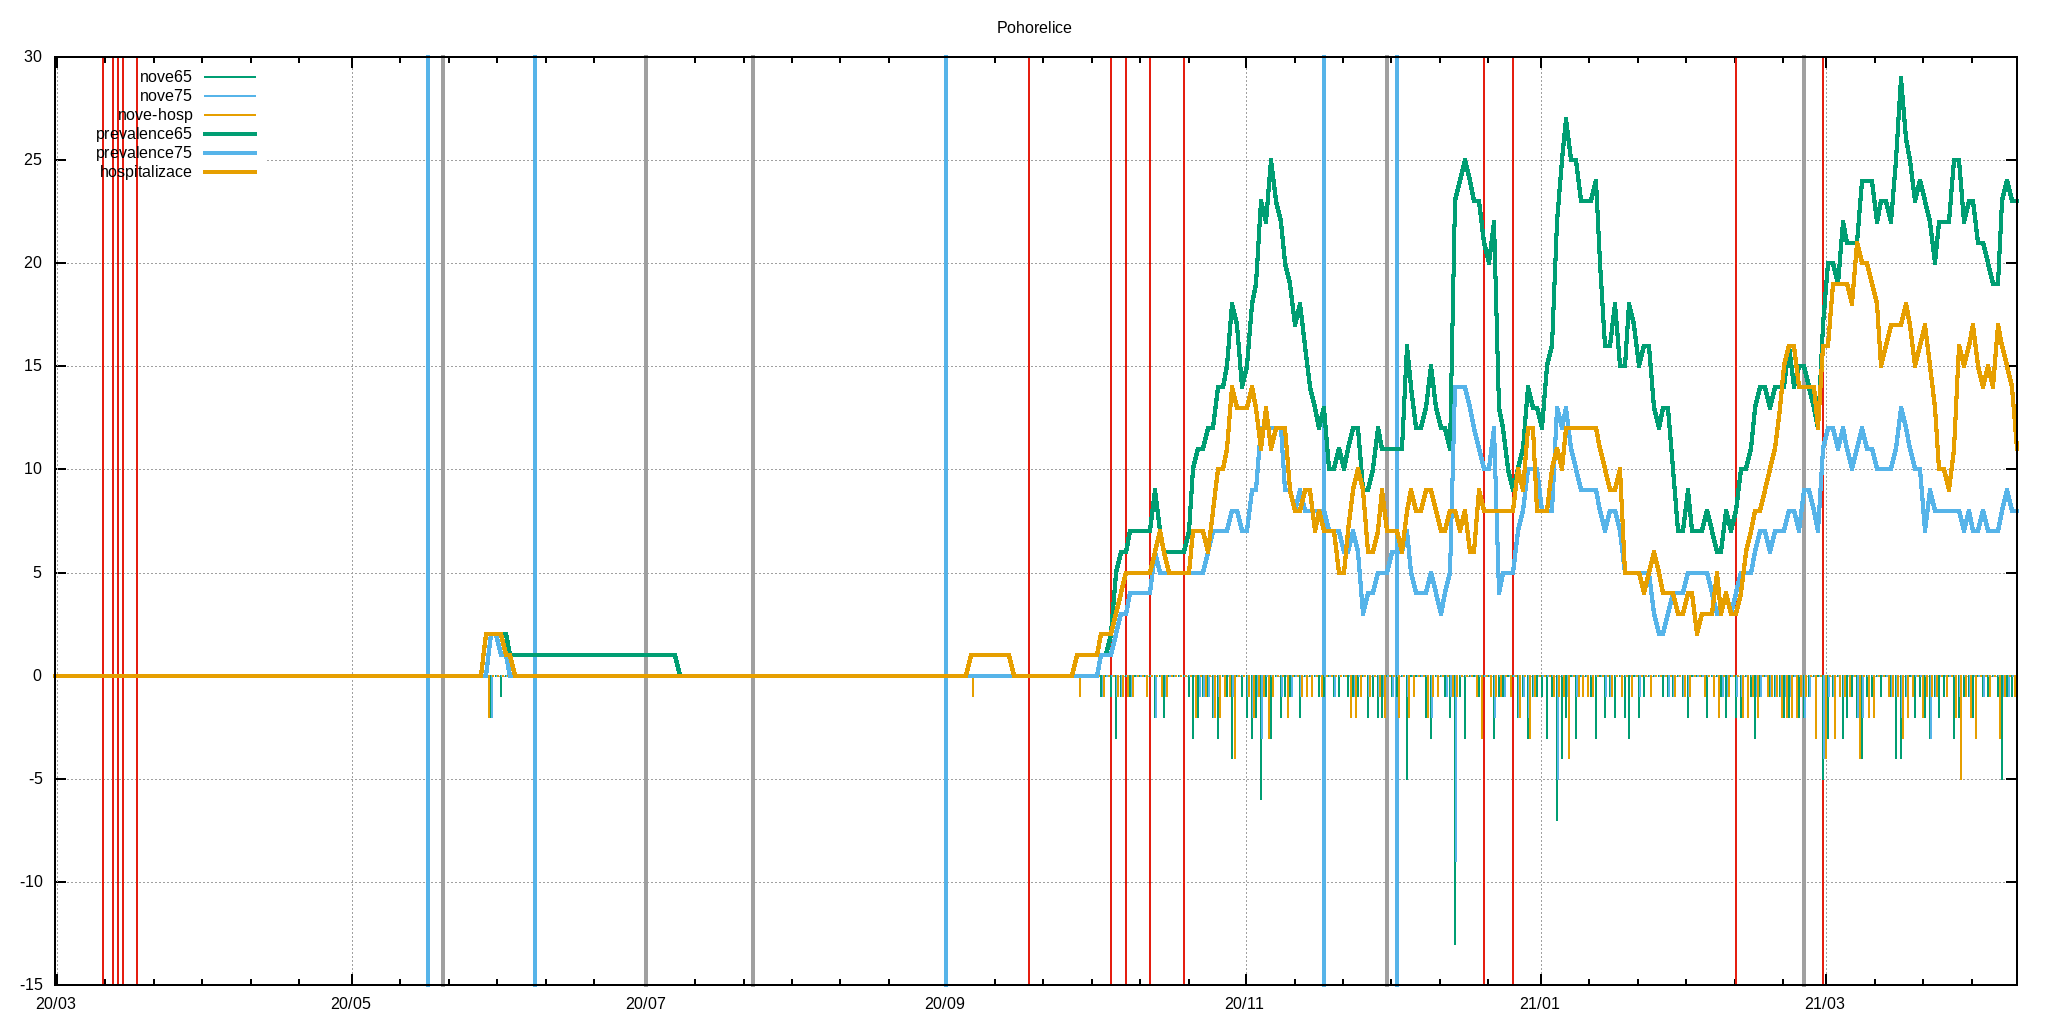 Pohorelice
30
25
20
15
10
5
0
-5
-10
-15
nove65
nove75
nove-hosp
prevalence65
prevalence75
hospitalizace
20/03 20/05 20/07 20/09 20/11 21/01 21/03